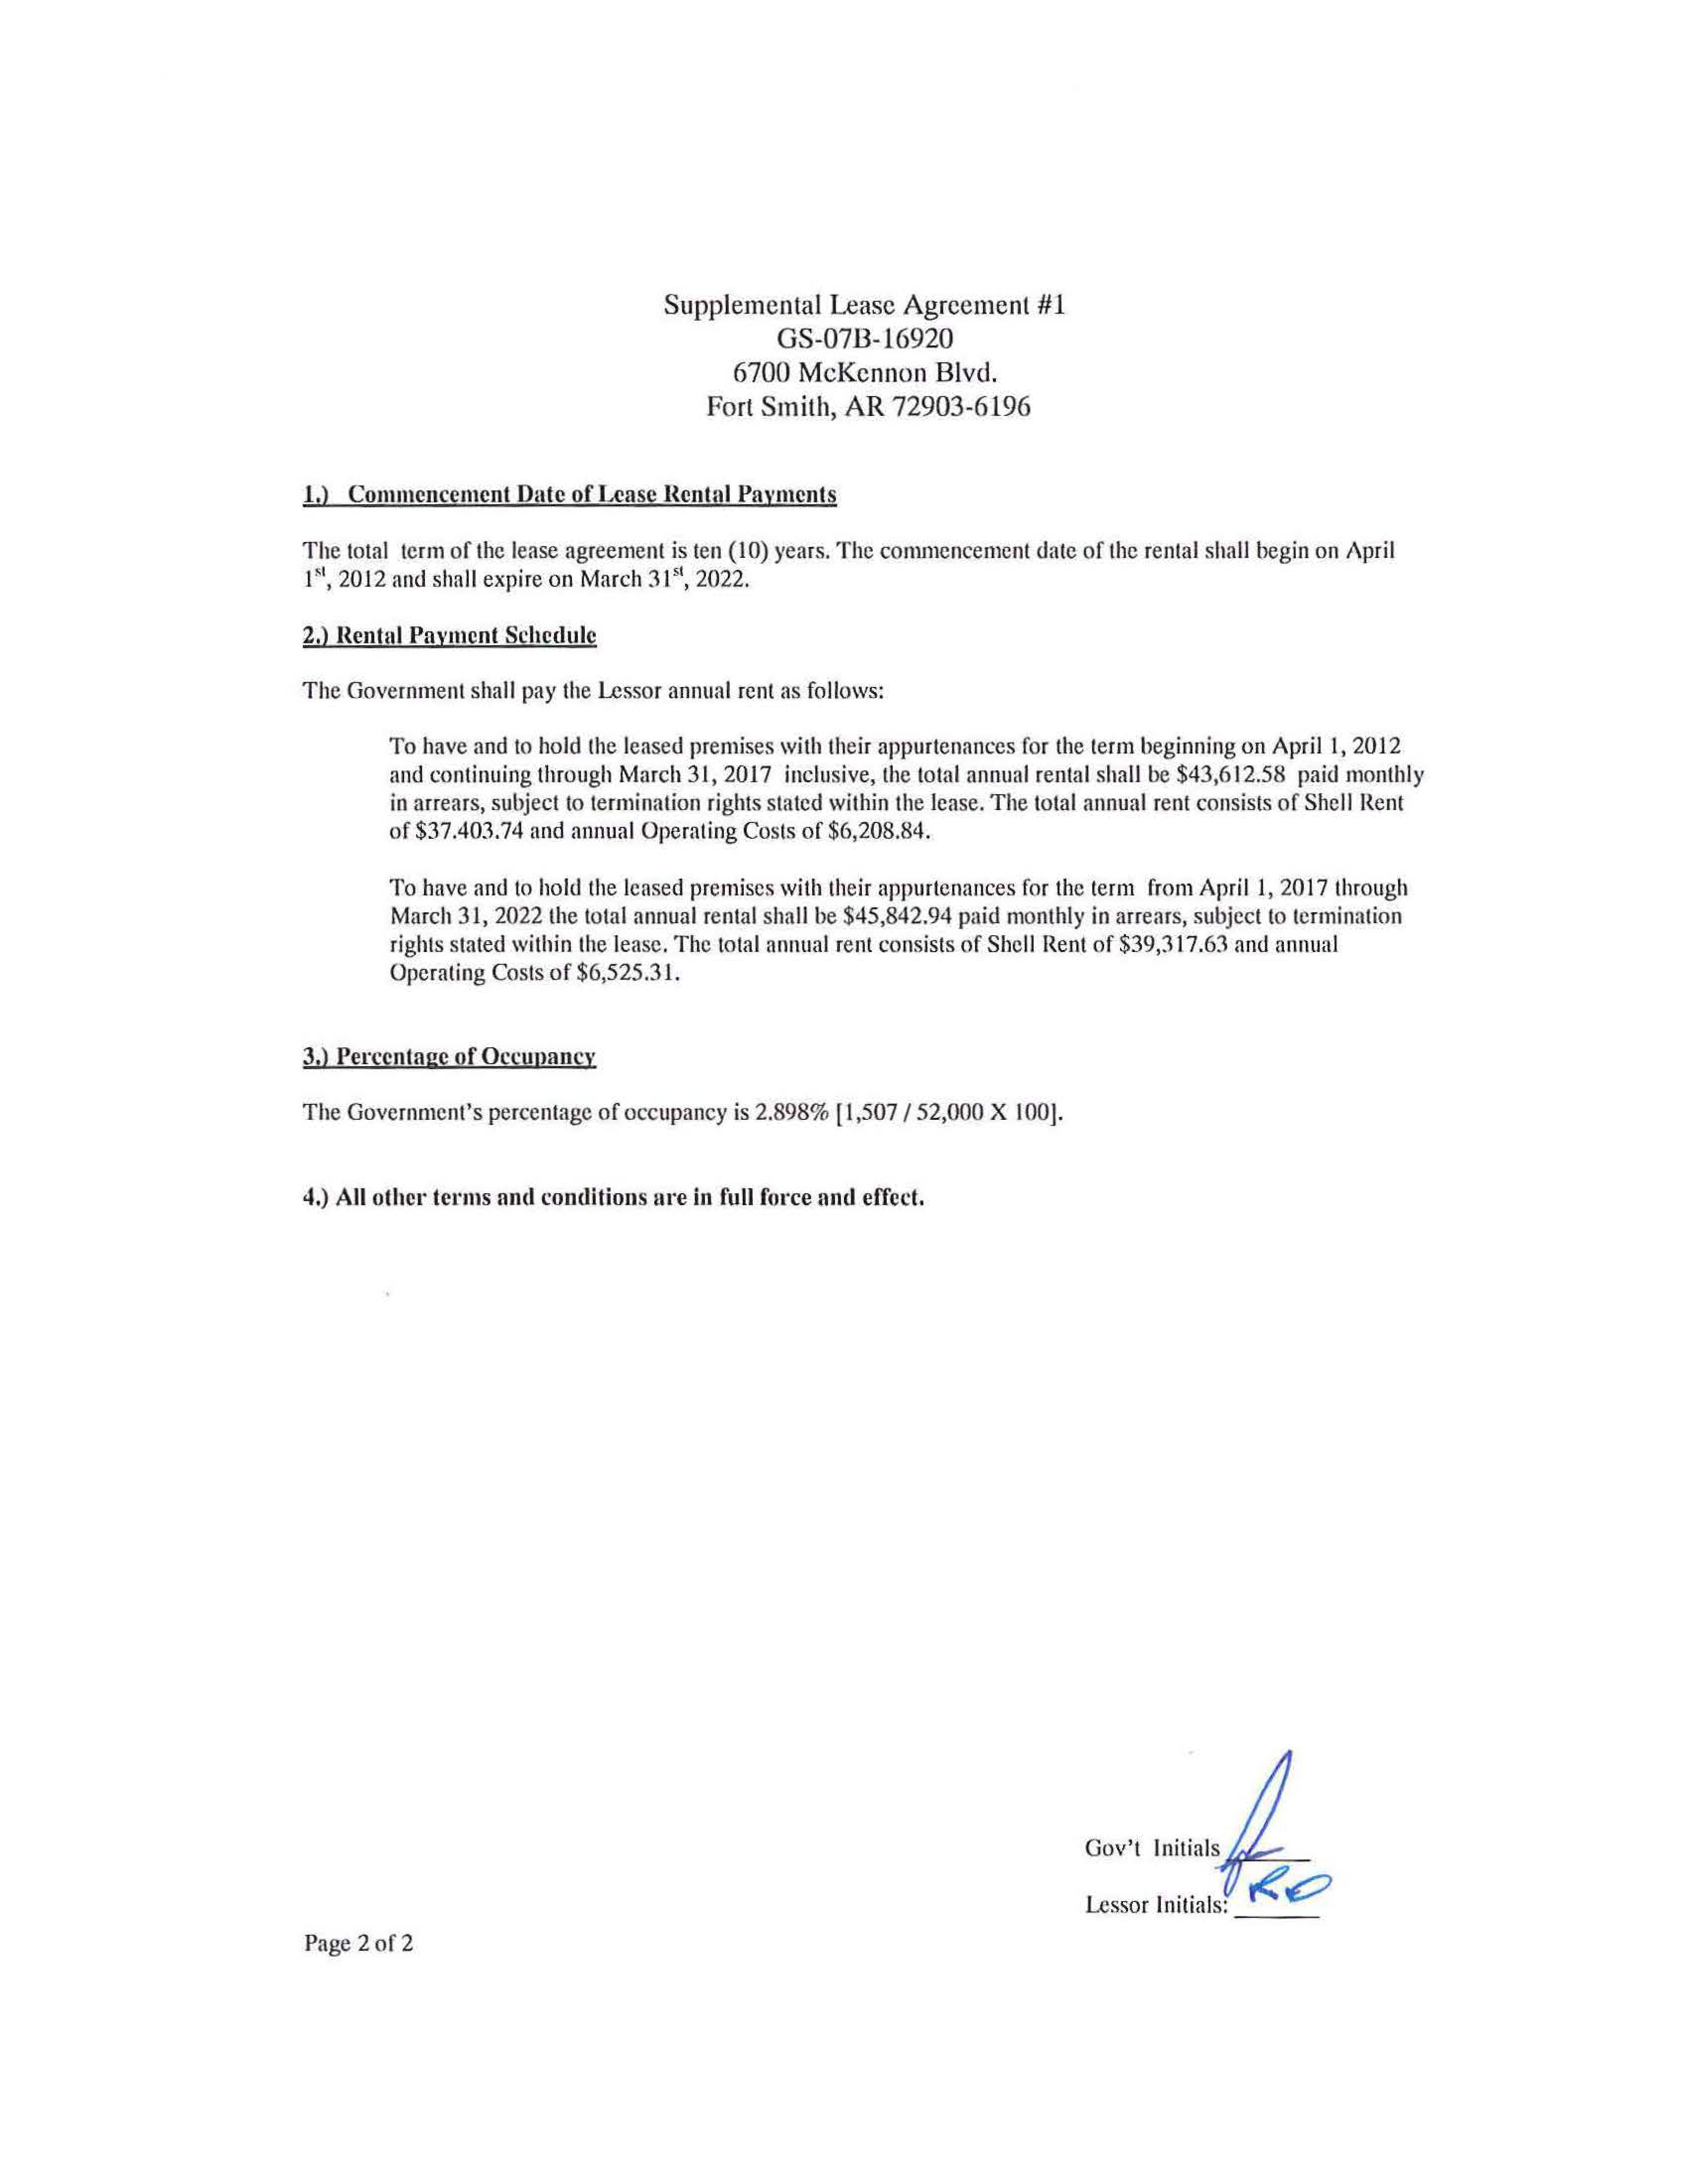 Supplemental Lease Agreement #1
GS-07B-16920
6700 McKennon Blvd.
Fort Smith, AR 72903-6196
1.) Commencement Date of Lease Rental Payments
The total term of the lease agreement is ten (10) years. The commencement date of the rental shall begin on April
1st, 2012 and shall expire on March 31st, 2022.
2.) Rental Payment Schedule
The Government shall pay the Lessor annual rent as follows:
To have and to hold the leased premises with their appurtenances for the term beginning on April 1, 2012
and continuing through March 31, 2017 inclusive, the total annual rental shall be $43,612.58 paid monthly
in arrears, subject to termination rights stated within the lease. The total annual rent consists of Shell Rent
of $37.403.74 and annual Operating Costs of $6,208.84.
To have and to hold the leased premises with their appurtenances for the term from April 1, 2017 through
March 31, 2022 the total annual rental shall be $45,842.94 paid monthly in arrears, subject to termination
rights stated within the lease. The total annual rent consists of Shell Rent of $39,317.63 and annual
Operating Costs of $6,525.31.
3.) Percentage of Occupancy
The Government's percentage of occupancy is 2.898% [1,507 / 52,000 X 100].
4.) All other terms and conditions are in full force and effect.
Gov't Initials
Lessor Initials:
Page 2 of 2